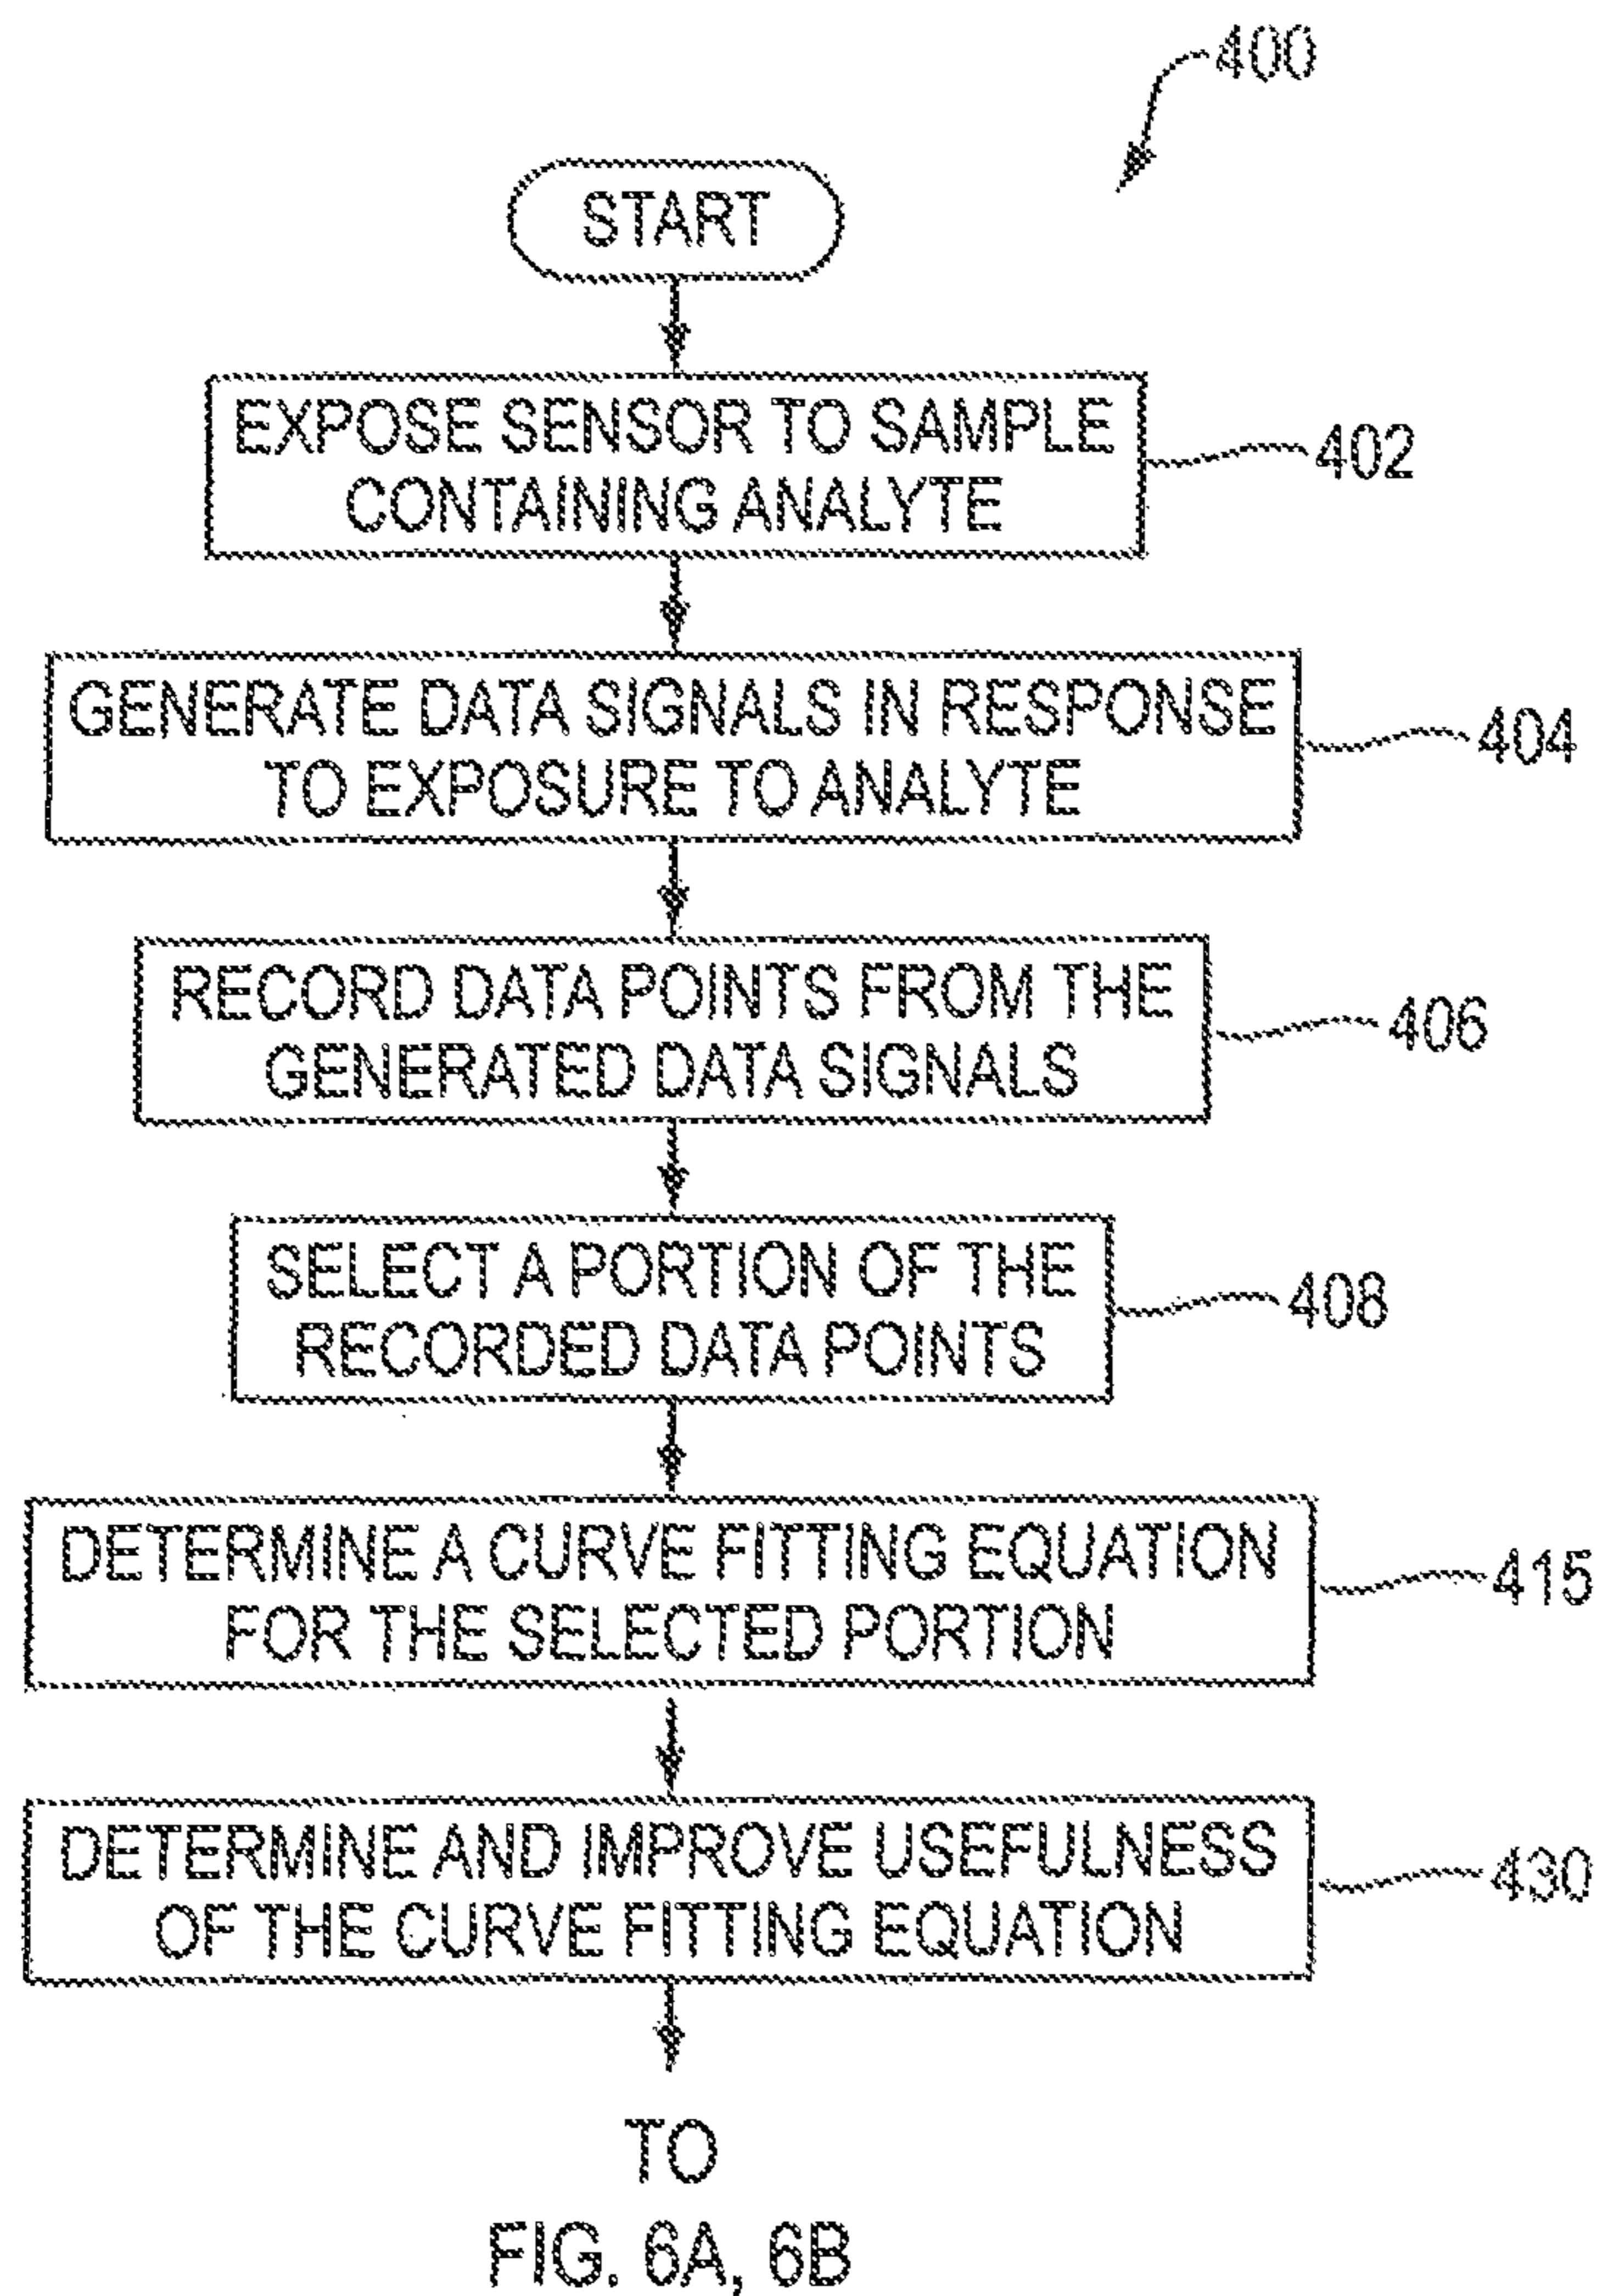 400
START
EXPOSE SENSOR TO SAMPLE
CONTAINING ANALYTE
402
GENERATE DATA SIGNALS IN RESPONSE
TO EXPOSURE TO ANALYTE
404
RECORD DATA POINTS FROM THE
GENERATED DATA SIGNALS
406
SELECT A PORTION OF THE
RECORDED DATA POINTS
408
DETERMINE A CURVE FITTING EQUATION
FOR THE SELECTED PORTION
415
DETERMINE AND IMPROVE USEFULNESS
OF THE CURVE FITTING EQUATION
430
TO
FIG. 6A, 6B